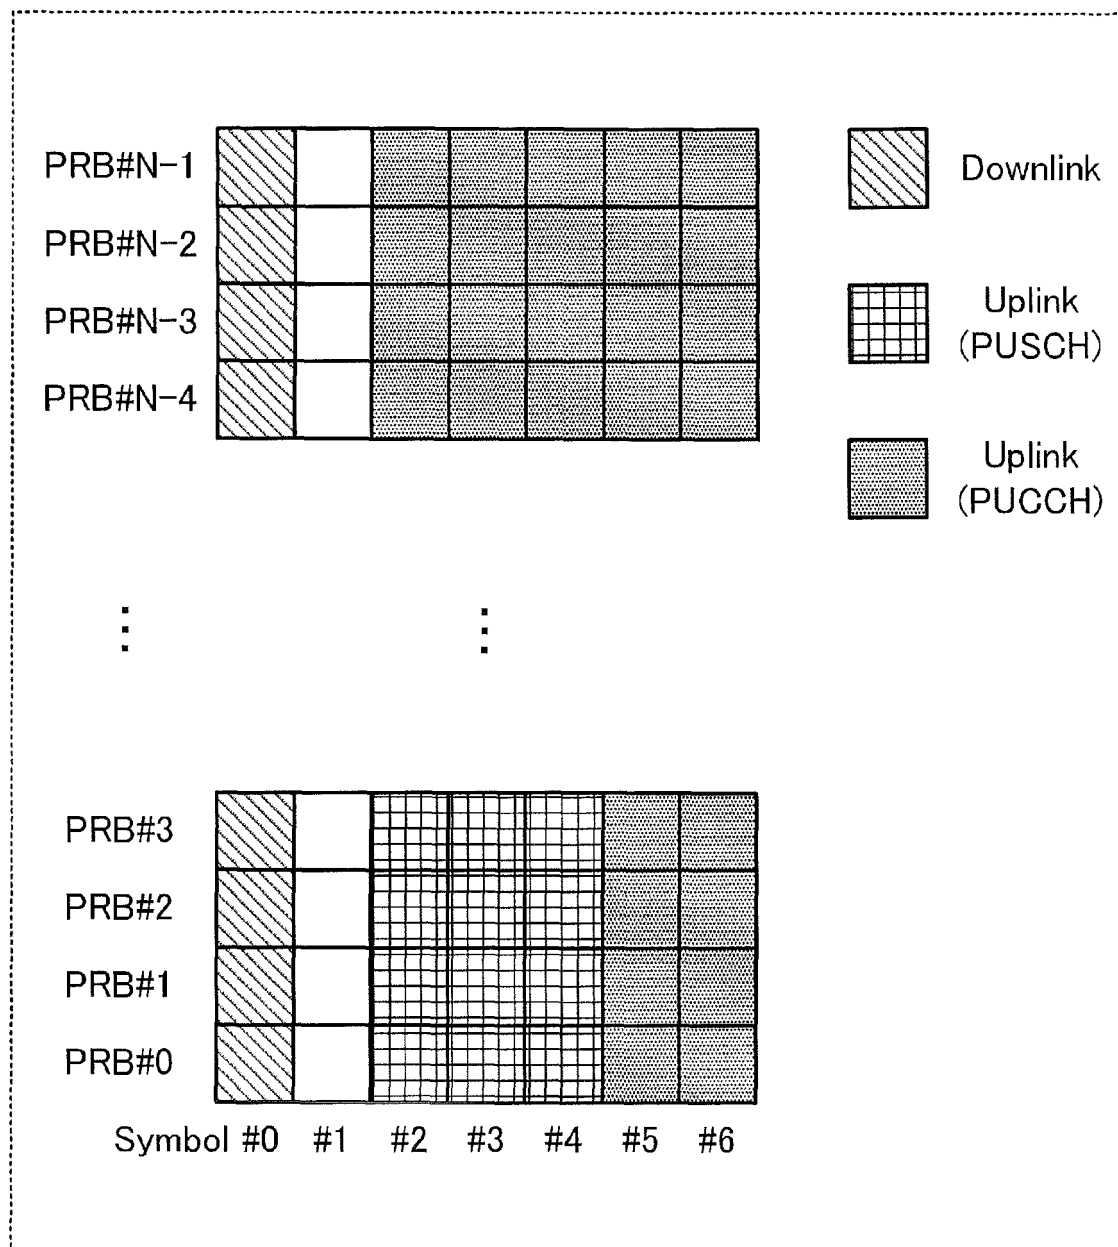 PRB#N-1
PRB#N-2
PRB#N-3
PRB#N-4
Downlink
Uplink
(PUSCH)
Uplink
(PUCCH)
PRB#3
PRB#2
PRB#1
PRB#0
Symbol #0 #1 #2 #3 #4 #5 #6